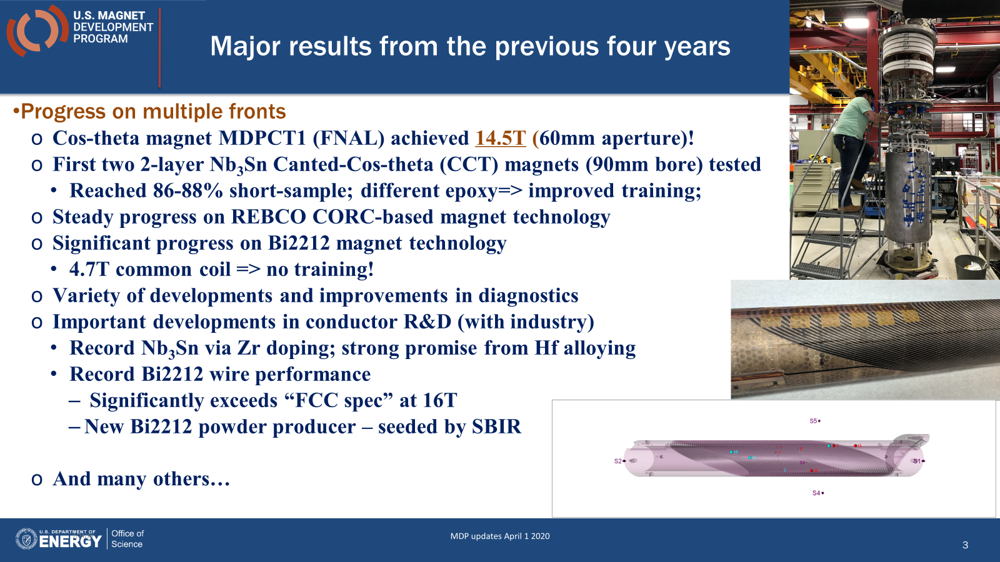 U.S. MAGNET
DEVELOPMENT
PROGRAM
Major results from the previous four years
•Progress on multiple fronts
o Cos-theta magnet MDPCT1 (FNAL) achieved 14.5T (60mm aperture)!
o First two 2-layer Nb3Sn Canted-Cos-theta (CCT) magnets (90mm bore) tested
• Reached 86-88% short-sample; different epoxy=> improved training;
o Steady progress on REBCO CORC-based magnet technology
o Significant progress on Bi2212 magnet technology
• 4.7T common coil => no training!
o Variety of developments and improvements in diagnostics
o Important developments in conductor R&D (with industry)
• Record Nb3Sn via Zr doping; strong promise from Hf alloying
• Record Bi2212 wire performance
– Significantly exceeds “FCC spec” at 16T
– New Bi2212 powder producer – seeded by SBIR
o And many others…
S5
S2
S3
S1
S4
15
13
U.S. DEPARTMENT OF
ENERGY
Office of
Science
MDP updates April 1 2020
3